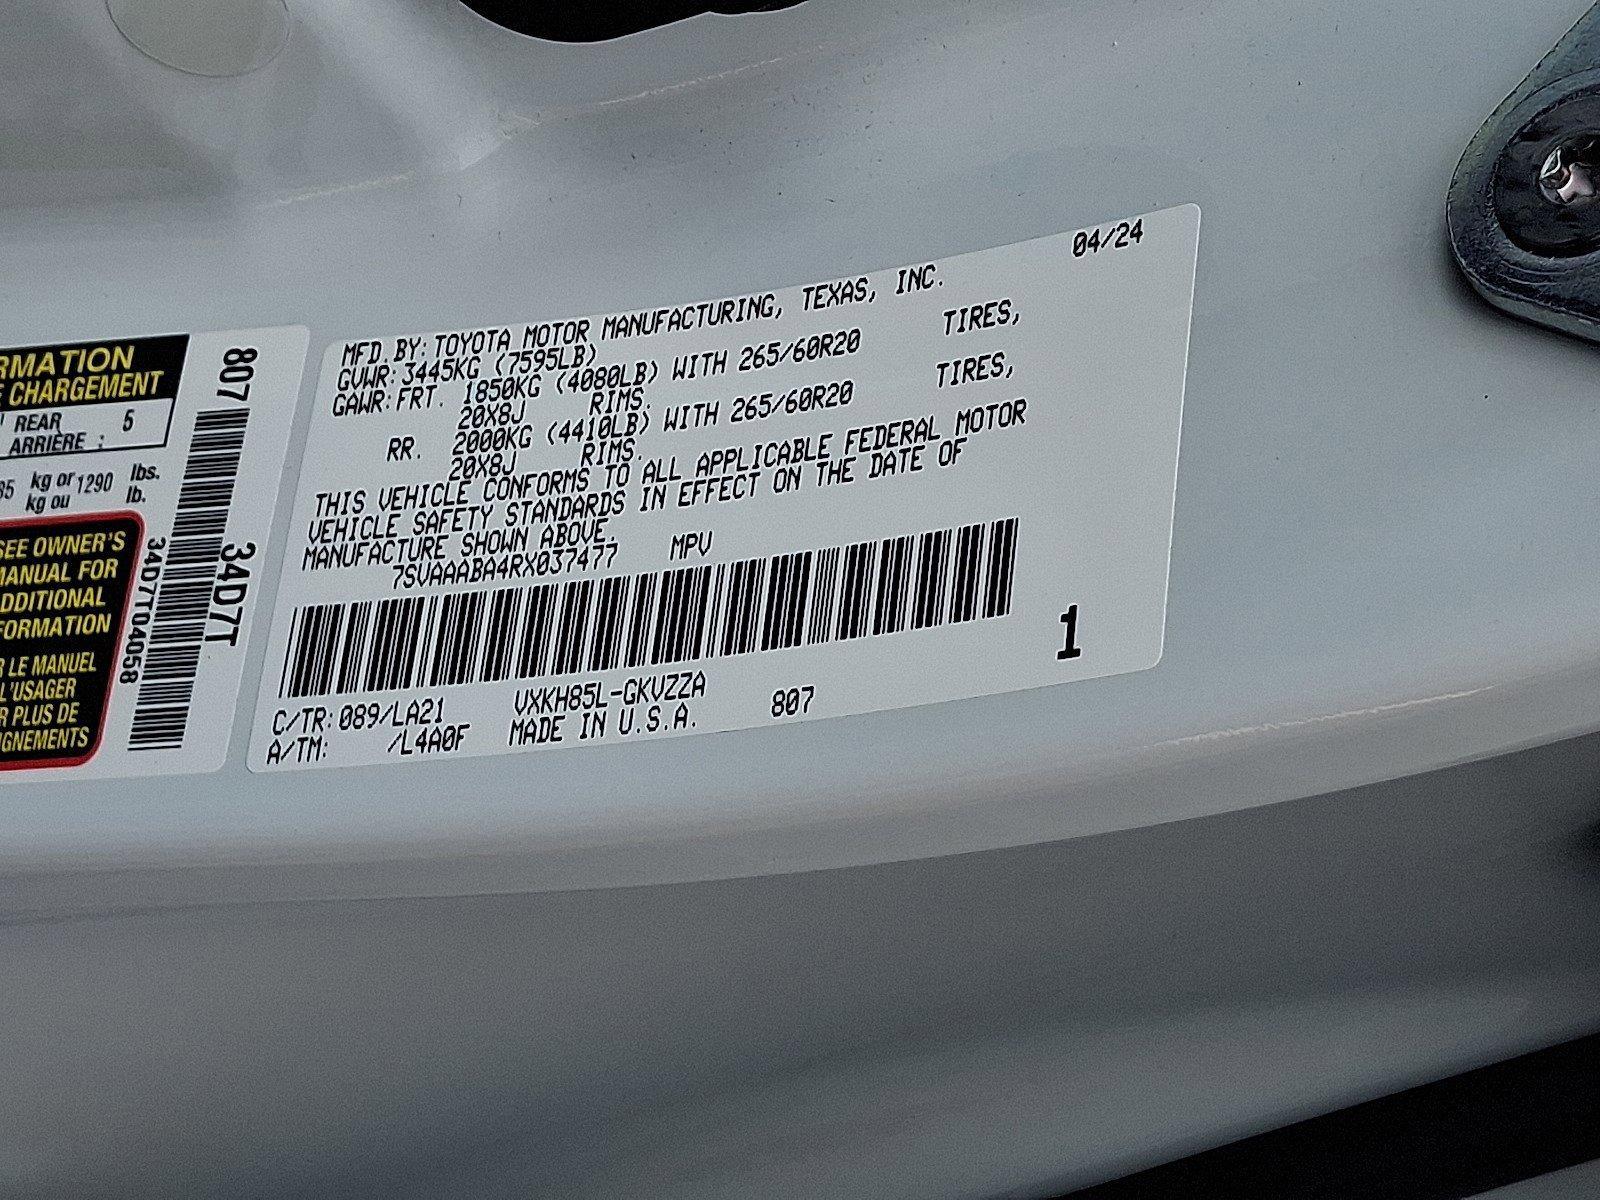 RMATION
E CHARGEMENT
REAR
ARRIÈRE : 5
kg or 1290 lbs.
kg ou lb.
SEE OWNER'S
MANUAL FOR
ADDITIONAL
FORMATION
R LE MANUEL
L'USAGER
R PLUS DE
IGNEMENTS
807
34D7T
34D7T04058
04/24
MFD. BY: TOYOTA MOTOR MANUFACTURING, TEXAS, INC.
GVWR: 3445KG (7595LB)
GAWR: FRT. 1850KG (4080LB) WITH 265/60R20 TIRES,
20X8J RIMS.
RR. 2000KG (4410LB) WITH 265/60R20 TIRES,
20X8J RIMS.
THIS VEHICLE CONFORMS TO ALL APPLICABLE FEDERAL MOTOR
VEHICLE SAFETY STANDARDS IN EFFECT ON THE DATE OF
MANUFACTURE SHOWN ABOVE.
7SVAAABA4RX037477 MPV
1
C/TR: 089/LA21 VXKH85L-GKVZZA
A/TM: /L4A0F MADE IN U.S.A. 807